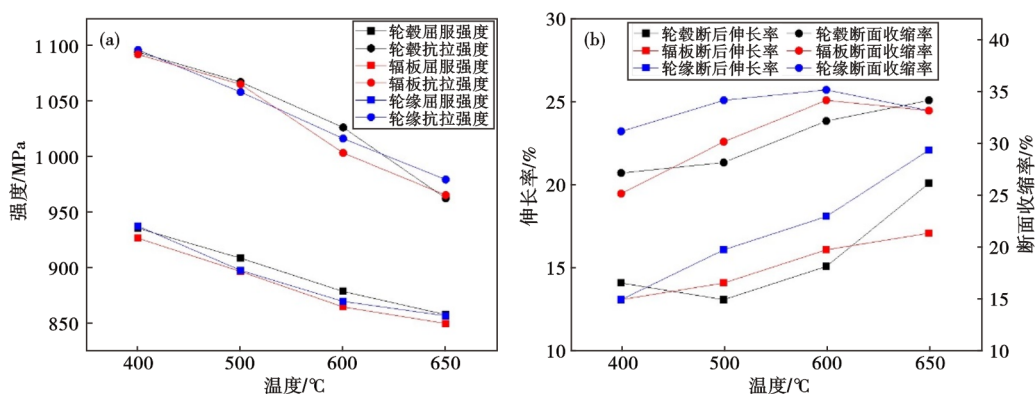 (a)
轮毂屈服强度
轮毂抗拉强度
辐板屈服强度
辐板抗拉强度
轮缘屈服强度
轮缘抗拉强度
1 100
1 050
1 000
950
900
850
强度/MPa
400
500
600
650
温度/℃
(b)
轮毂断后伸长率
轮毂断面收缩率
辐板断后伸长率
辐板断面收缩率
轮缘断后伸长率
轮缘断面收缩率
30
25
20
15
10
伸长率/%
40
35
30
25
20
15
10
断面收缩率/%
400
500
600
650
温度/℃